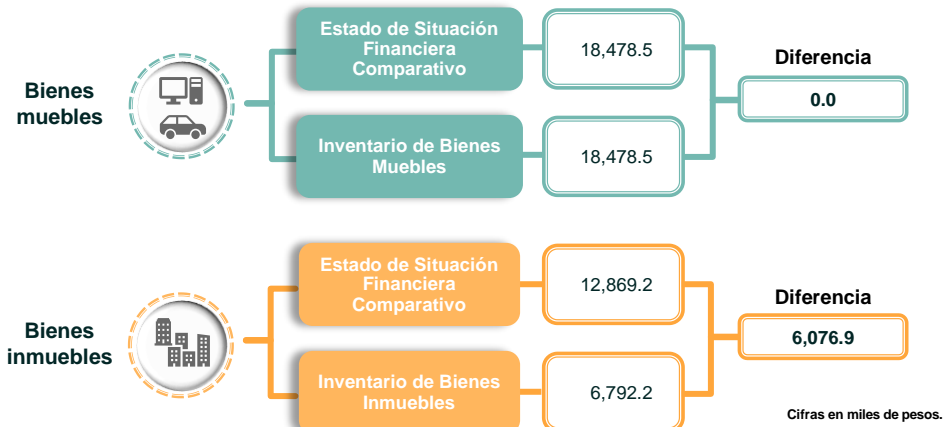 Bienes
muebles
Estado de Situación
Financiera
Comparativo
18,478.5
Inventario de Bienes
Muebles
18,478.5
Diferencia
0.0
Bienes
inmuebles
Estado de Situación
Financiera
Comparativo
12,869.2
Inventario de Bienes
Inmuebles
6,792.2
Diferencia
6,076.9
Cifras en miles de pesos.